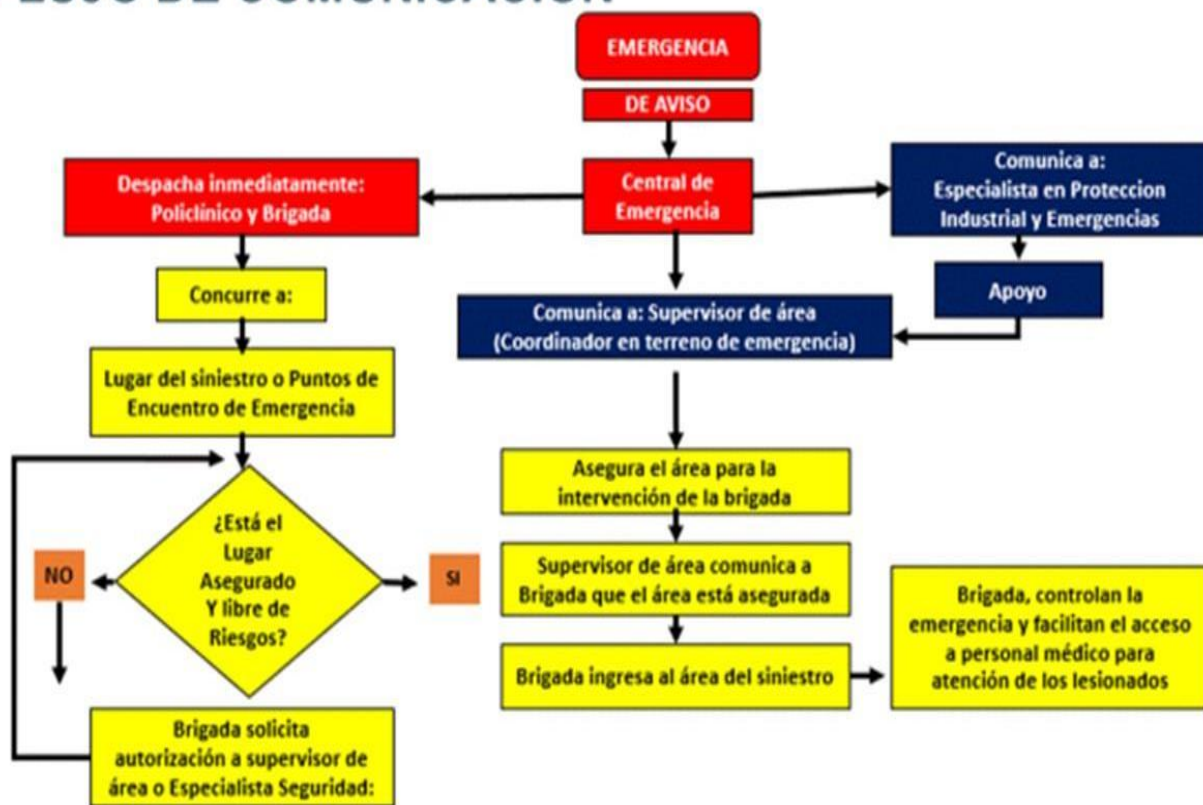 EMERGENCIA
DE AVISO
Central de
Emergencia
Despacha inmediatamente:
Policlínico y Brigada
Comunica a:
Especialista en Proteccion
Industrial y Emergencias
Concurre a:
Apoyo
Comunica a: Supervisor de área
(Coordinador en terreno de emergencia)
Lugar del siniestro o Puntos de
Encuentro de Emergencia
Asegura el área para la
intervención de la brigada
¿Está el
Lugar
Asegurado
Y libre de
Riesgos?
NO
SI
Supervisor de área comunica a
Brigada que el área está asegurada
Brigada ingresa al área del siniestro
Brigada, controlan la
emergencia y facilitan el acceso
a personal médico para
atención de los lesionados
Brigada solicita
autorización a supervisor de
área o Especialista Seguridad: